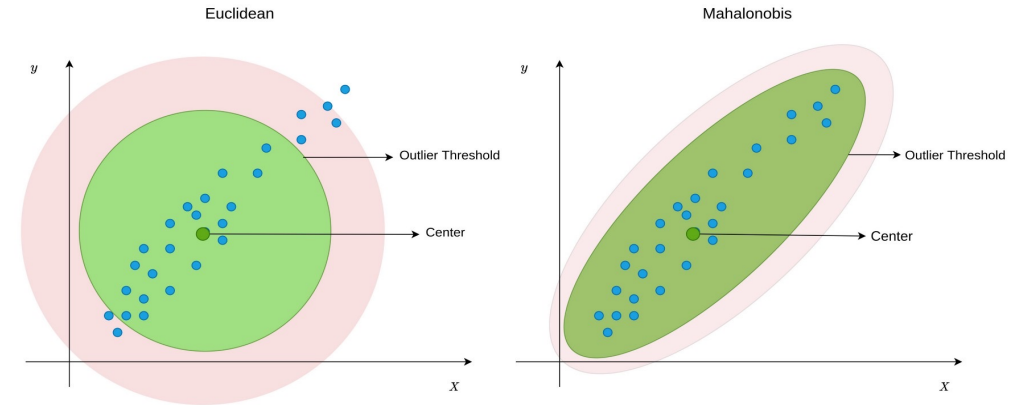 Euclidean
y
Outlier Threshold
Center
X
Mahalonobis
y
Outlier Threshold
Center
X